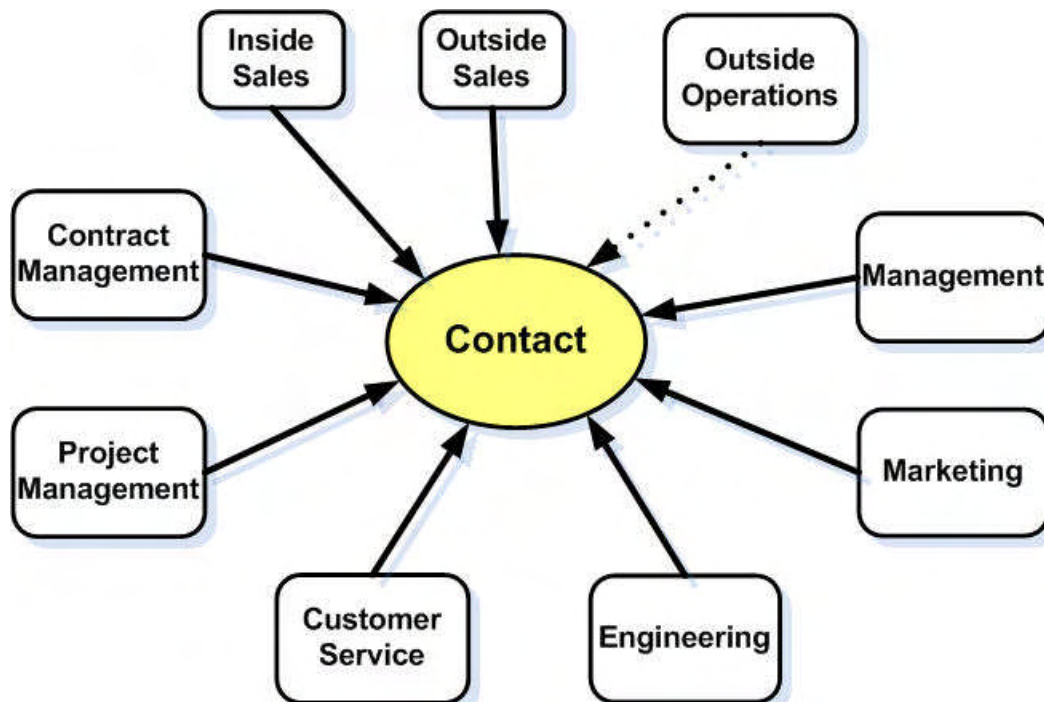 Inside
Sales
Outside
Sales
Outside
Operations
Contract
Management
Management
Contact
Project
Management
Marketing
Customer
Service
Engineering